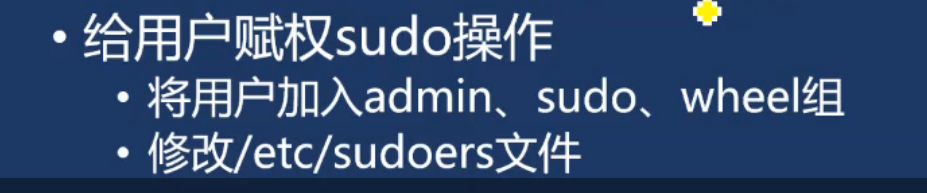 • 给用户赋权sudo操作
• 将用户加入admin、sudo、wheel组
• 修改/etc/sudoers文件